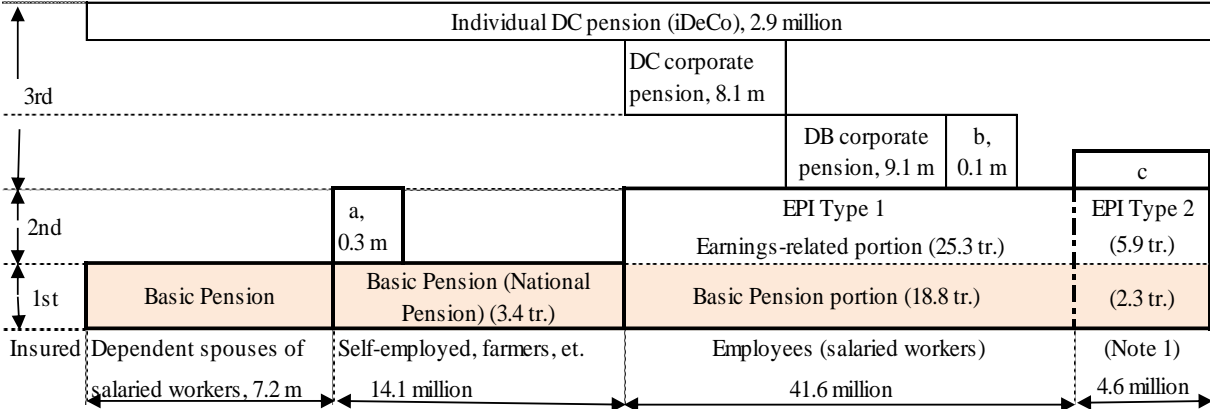 Individual DC pension (iDeCo), 2.9 million
DC corporate
pension, 8.1 m
3rd
DB corporate
pension, 9.1 m
b,
0.1 m
c
a,
0.3 m
2nd
EPI Type 1
Earnings-related portion (25.3 tr.)
EPI Type 2
(5.9 tr.)
1st
Basic Pension
Basic Pension (National
Pension) (3.4 tr.)
Basic Pension portion (18.8 tr.)
(2.3 tr.)
Insured
Dependent spouses of
salaried workers, 7.2 m
Self-employed, farmers, et.
14.1 million
Employees (salaried workers)
41.6 million
(Note 1)
4.6 million